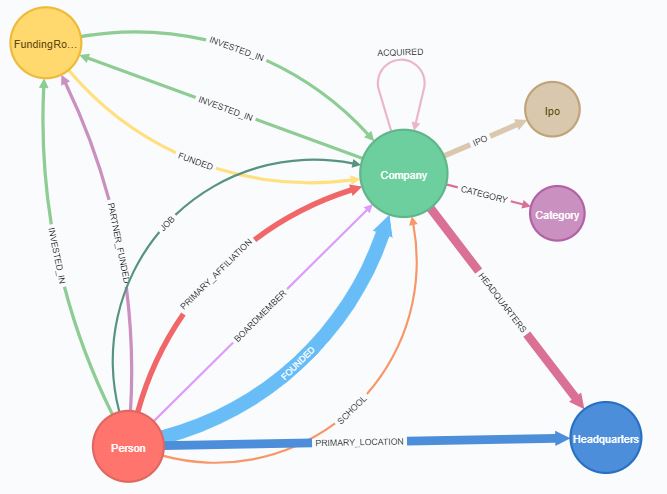 FundingRo...
INVESTED_IN
ACQUIRED
INVESTED_IN
Ipo
IPO
FUNDED
Company
CATEGORY
Category
JOB
PARTNER_FUNDED
INVESTED_IN
PRIMARY_AFFILIATION
BOARDMEMBER
HEADQUARTERS
FOUNDED
SCHOOL
Person
PRIMARY_LOCATION
Headquarters